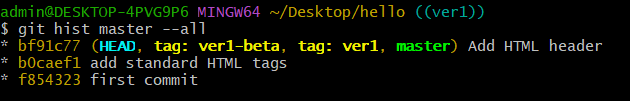 admin@DESKTOP-4PVG9P6 MINGW64 ~/Desktop/hello ((ver1))
$ git hist master --all
* bf91c77 (HEAD, tag: ver1-beta, tag: ver1, master) Add HTML header
* b0caef1 add standard HTML tags
* f854323 first commit